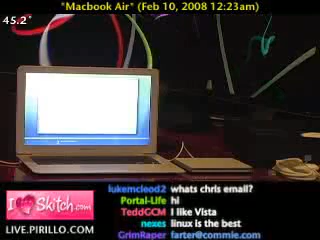 *Macbook Air* (Feb 10, 2008 12:23am)
45.2°
I Skitch.com
LIVE.PIRILLO.COM
lukemcleod2 whats chris email?
Portal-Life hi
TeddGCM I like Vista
nexes linux is the best
GrimRaper farter@commie.com